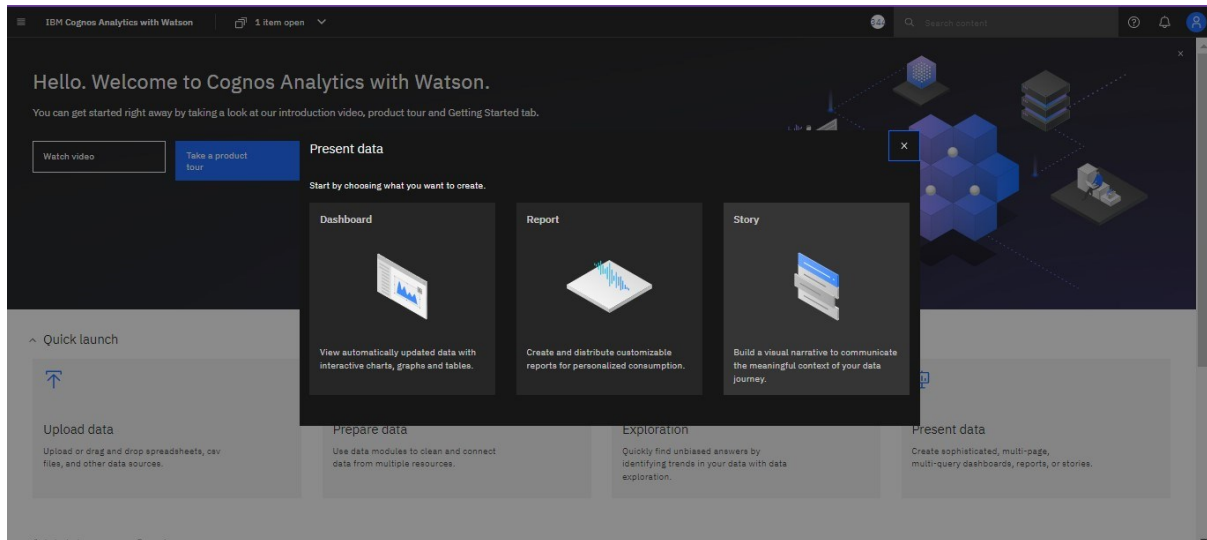 IBM Cognos Analytics with Watson
1 item open
Search content
Hello. Welcome to Cognos Analytics with Watson.
You can get started right away by taking a look at our introduction video, product tour and Getting Started tab.
Watch video
Take a product
tour
Present data
Start by choosing what you want to create.
Dashboard
View automatically updated data with
interactive charts, graphs and tables.
Report
Create and distribute customizable
reports for personalized consumption.
Story
Build a visual narrative to communicate
the meaningful context of your data
journey.
Quick launch
Upload data
Upload or drag and drop spreadsheets, csv
files, and other data sources.
Prepare data
Use data modules to clean and connect
data from multiple resources.
Exploration
Quickly find unbiased answers by
identifying trends in your data with data
exploration.
Present data
Create sophisticated, multi-page,
multi-query dashboards, reports, or stories.